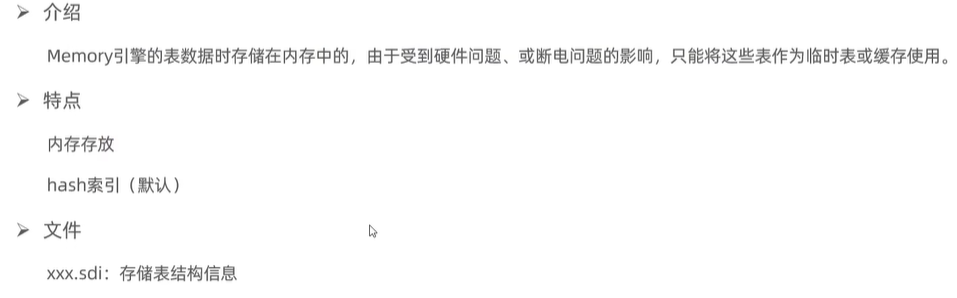 介绍
Memory引擎的表数据时存储在内存中的，由于受到硬件问题、或断电问题的影响，只能将这些表作为临时表或缓存使用。
特点
内存存放
hash索引（默认）
文件
xxx.sdi：存储表结构信息